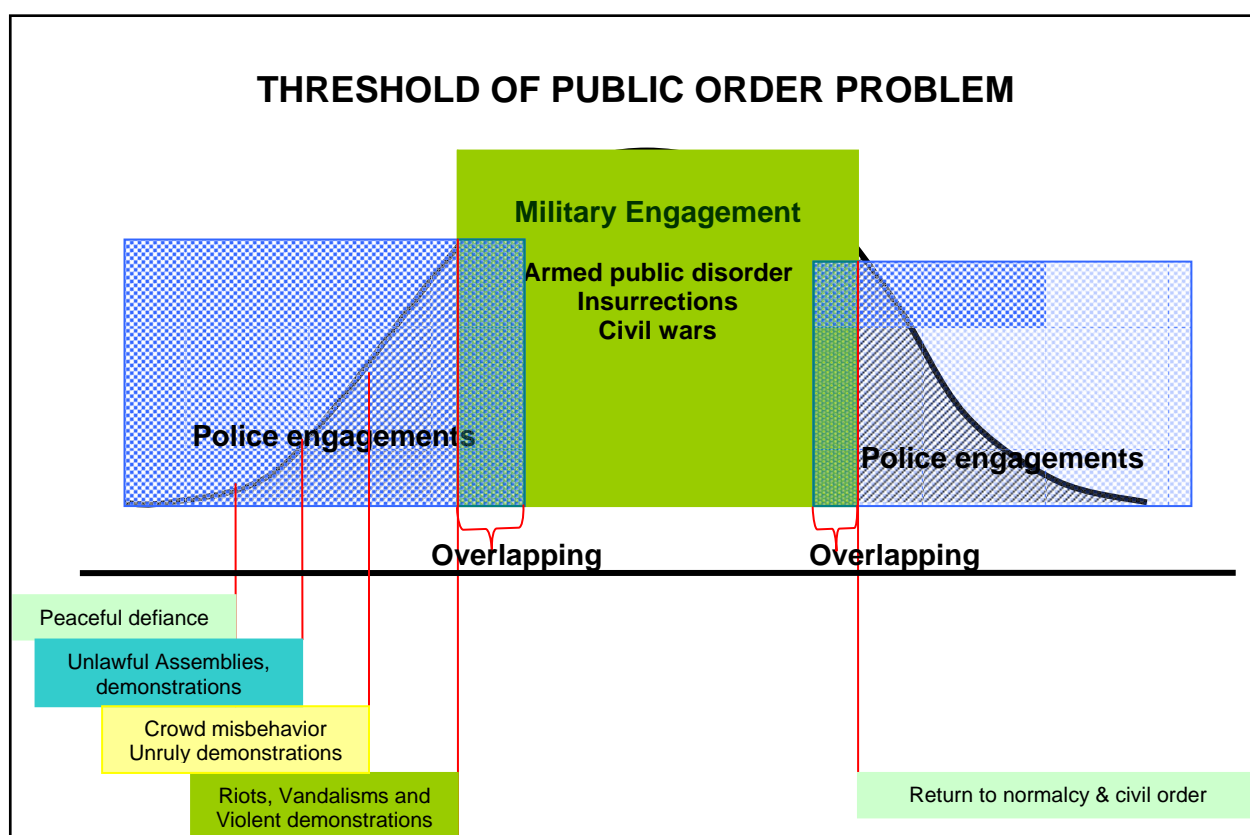 THRESHOLD OF PUBLIC ORDER PROBLEM
Military Engagement
Armed public disorder
Insurrections
Civil wars
Police engagements
Police engagements
Overlapping
Overlapping
Peaceful defiance
Unlawful Assemblies,
demonstrations
Crowd misbehavior
Unruly demonstrations
Riots, Vandalisms and
Violent demonstrations
Return to normalcy & civil order